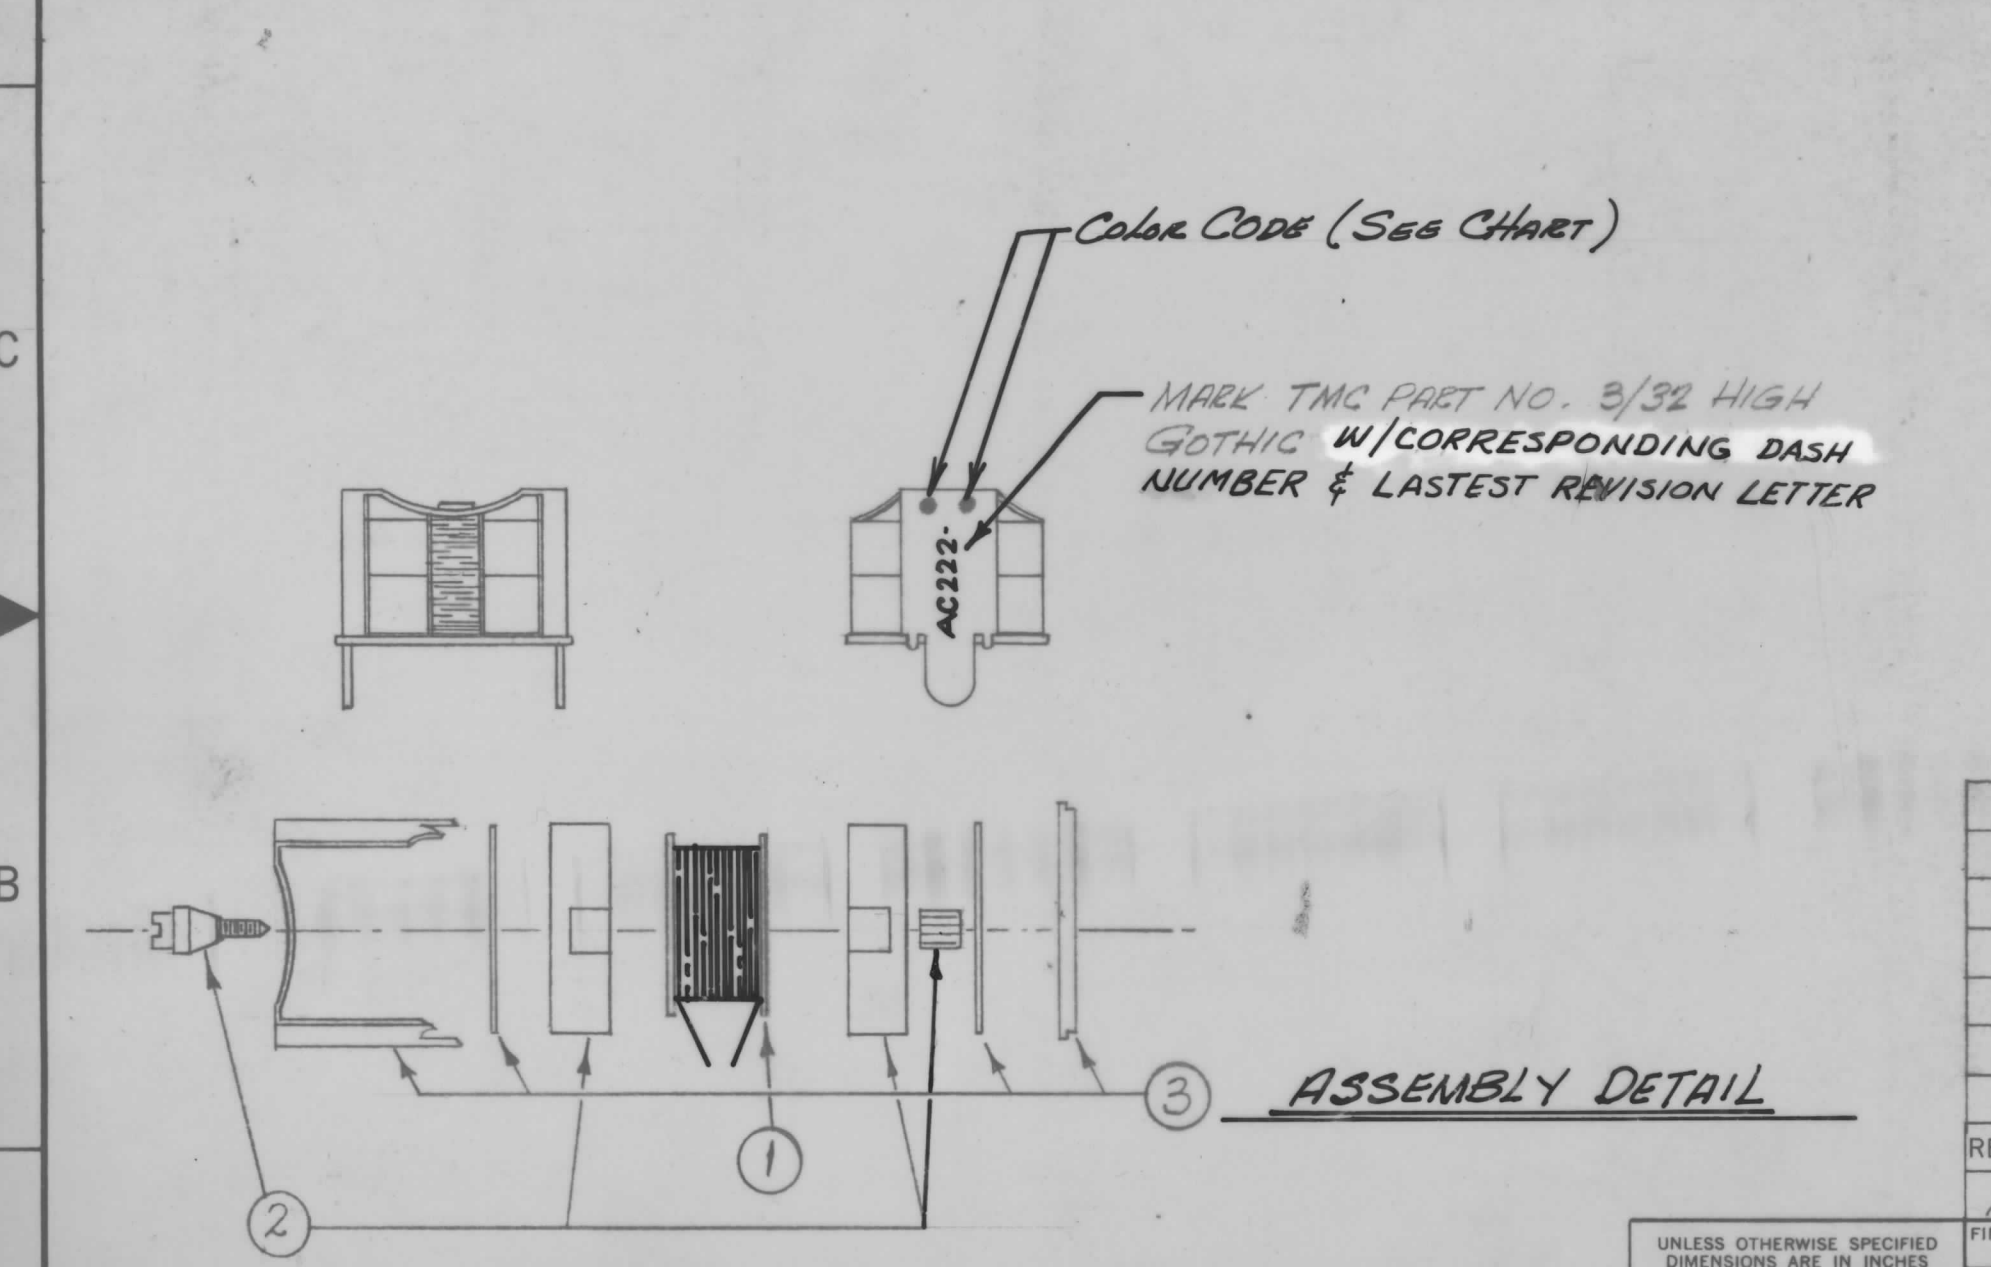 C
COLOR CODE (SEE CHART)
MARK TMC PART NO. 3/32 HIGH
GOTHIC W/CORRESPONDING DASH
NUMBER & LASTEST REVISION LETTER
AC222-
B
3
ASSEMBLY DETAIL
1
2
RE
FI
UNLESS OTHERWISE SPECIFIED
DIMENSIONS ARE IN INCHES